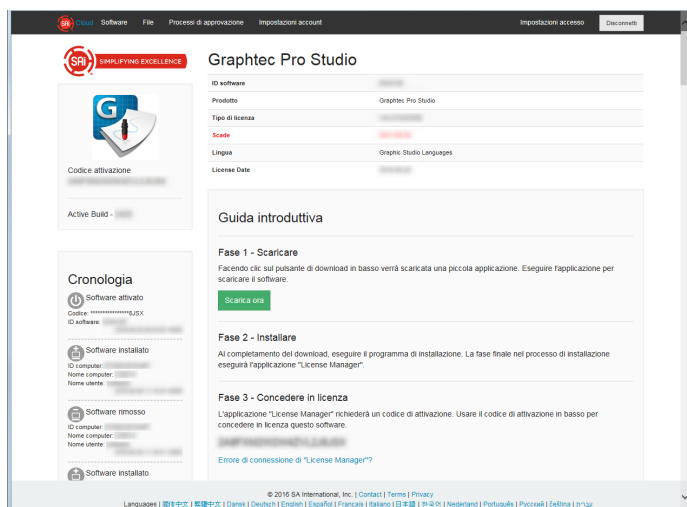 SAi Cloud Software File Processi di approvazione Impostazioni account Impostazioni accesso Disconnetti
SAi SIMPLIFYING EXCELLENCE
Graphtec Pro Studio
ID software
Prodotto Graphtec Pro Studio
Tipo di licenza
Scade
Lingua Graphic Studio Languages
License Date
G
Codice attivazione
Active Build -
Guida introduttiva
Fase 1 - Scaricare
Facendo clic sul pulsante di download in basso verrà scaricata una piccola applicazione. Eseguire l'applicazione per
scaricare il software.
Scarica ora
Fase 2 - Installare
Al completamento del download, eseguire il programma di installazione. La fase finale nel processo di installazione
eseguirà l'applicazione "License Manager".
Fase 3 - Concedere in licenza
L'applicazione "License Manager" richiederà un codice di attivazione. Usare il codice di attivazione in basso per
concedere in licenza questo software.
Errore di connessione di "License Manager"?
Cronologia
Software attivato
Codice: ****************8JSX
ID software:
Software installato
ID computer:
Nome computer:
Nome utente:
Software rimosso
ID computer:
Nome computer:
Nome utente:
Software installato
© 2016 SA International, Inc. | Contact | Terms | Privacy
Languages | 简体中文 | 繁體中文 | Dansk | Deutsch | English | Español | Français | Italiano | 日本語 | 한국어 | Nederland | Português | Русский | čeština | עברית